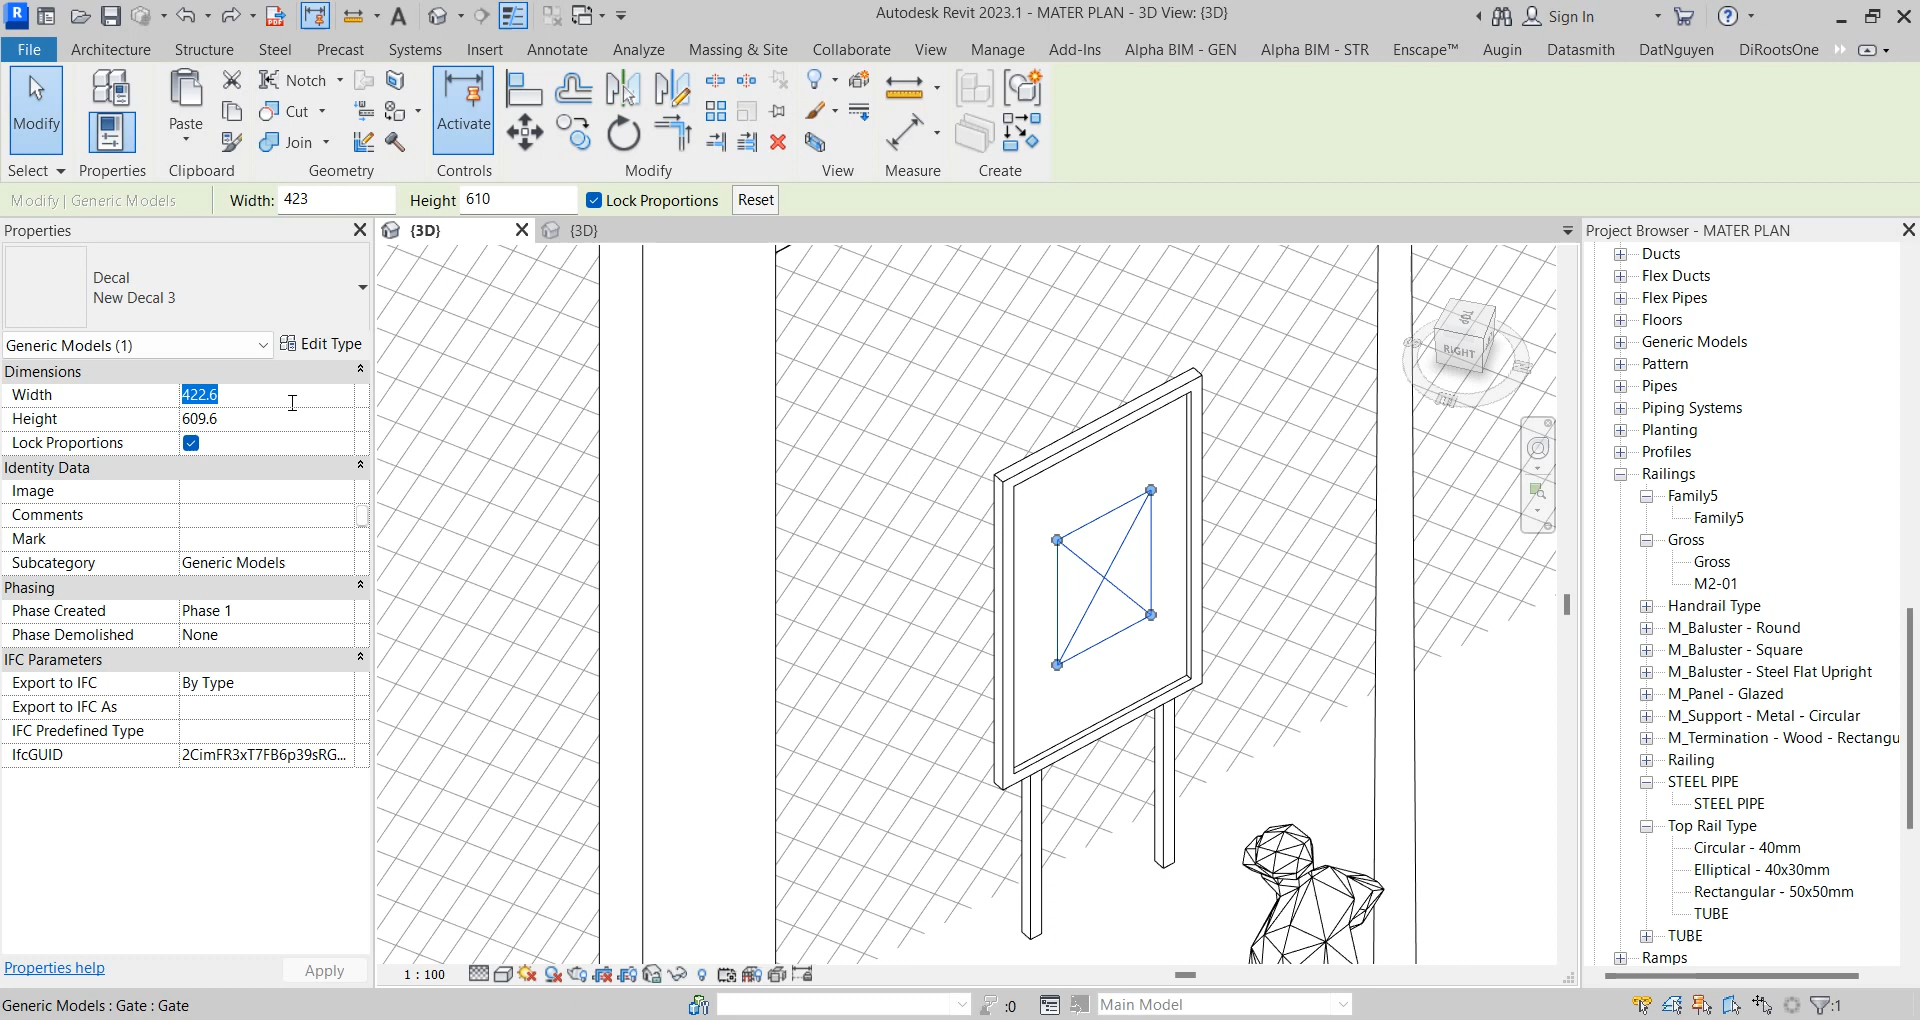 Autodesk Revit 2023.1 - MATER PLAN - 3D View: {3D}
Sign In
File
Architecture
Structure
Steel
Precast
Systems
Insert
Annotate
Analyze
Massing & Site
Collaborate
View
Manage
Add-Ins
Alpha BIM - GEN
Alpha BIM - STR
Enscape™
Augin
Datasmith
DatNguyen
DiRootsOne
Modify
Paste
Notch
Cut
Join
Activate
Select
Properties
Clipboard
Geometry
Controls
Modify
View
Measure
Create
Modify | Generic Models
Width: 423
Height 610
Lock Proportions
Reset
Properties
{3D}
{3D}
Project Browser - MATER PLAN
Decal
New Decal 3
Generic Models (1)
Edit Type
Dimensions
Width 422.6
Height 609.6
Lock Proportions
Identity Data
Image
Comments
Mark
Subcategory Generic Models
Phasing
Phase Created Phase 1
Phase Demolished None
IFC Parameters
Export to IFC By Type
Export to IFC As
IFC Predefined Type
IfcGUID 2CimFR3xT7FB6p39sRG...
Properties help
Apply
TOP
RIGHT
Ducts
Flex Ducts
Flex Pipes
Floors
Generic Models
Pattern
Pipes
Piping Systems
Planting
Profiles
Railings
Family5
Family5
Gross
Gross
M2-01
Handrail Type
M_Baluster - Round
M_Baluster - Square
M_Baluster - Steel Flat Upright
M_Panel - Glazed
M_Support - Metal - Circular
M_Termination - Wood - Rectangu
Railing
STEEL PIPE
STEEL PIPE
Top Rail Type
Circular - 40mm
Elliptical - 40x30mm
Rectangular - 50x50mm
TUBE
TUBE
Ramps
1 : 100
Generic Models : Gate : Gate
:0
Main Model
:1